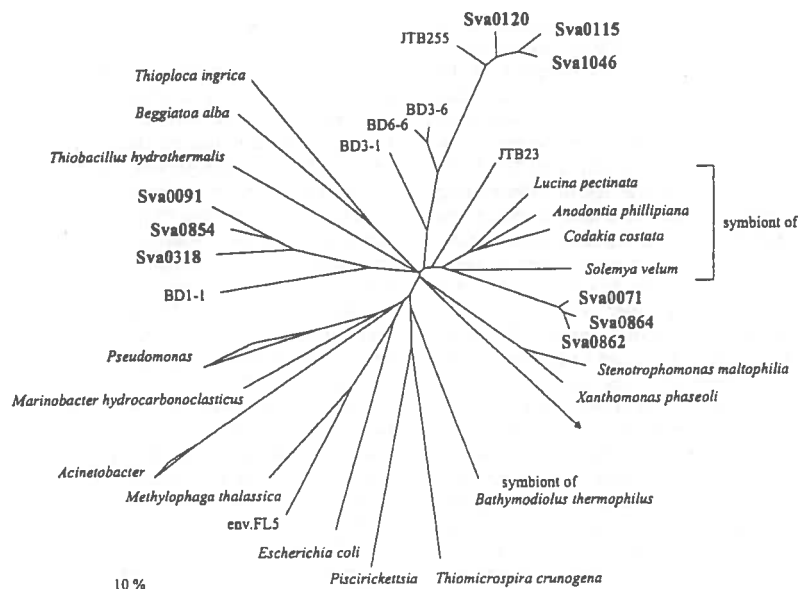 Sva0120
Sva0115
JTB255
Sva1046
Thioploca ingrica
Beggiatoa alba
BD3-6
BD6-6
BD3-1
Thiobacillus hydrothermalis
JTB23
Lucina pectinata
Sva0091
Anodontia phillipiana
Sva0854
Codakia costata
symbiont of
Sva0318
Solemya velum
BD1-1
Sva0071
Sva0864
Sva0862
Pseudomonas
Stenotrophomonas maltophilia
Marinobacter hydrocarbonoclasticus
Xanthomonas phaseoli
Acinetobacter
symbiont of
Methylophaga thalassica
Bathymodiolus thermophilus
env.FL5
Escherichia coli
Piscirickettsia
Thiomicrospira crunogena
10 %